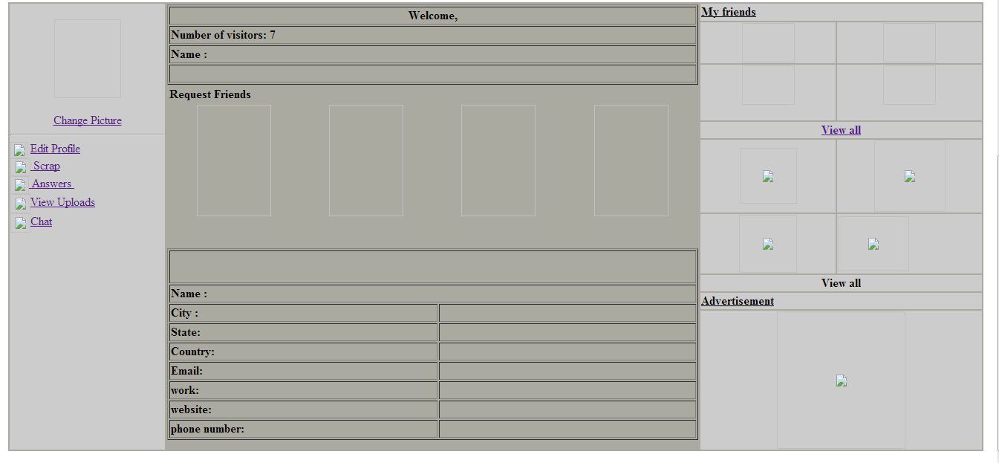 Change Picture
Edit Profile
Scrap
Answers
View Uploads
Chat
Welcome,
Number of visitors: 7
Name :
Request Friends
Name :
City :
State:
Country:
Email:
work:
website:
phone number:
My friends
View all
View all
Advertisement